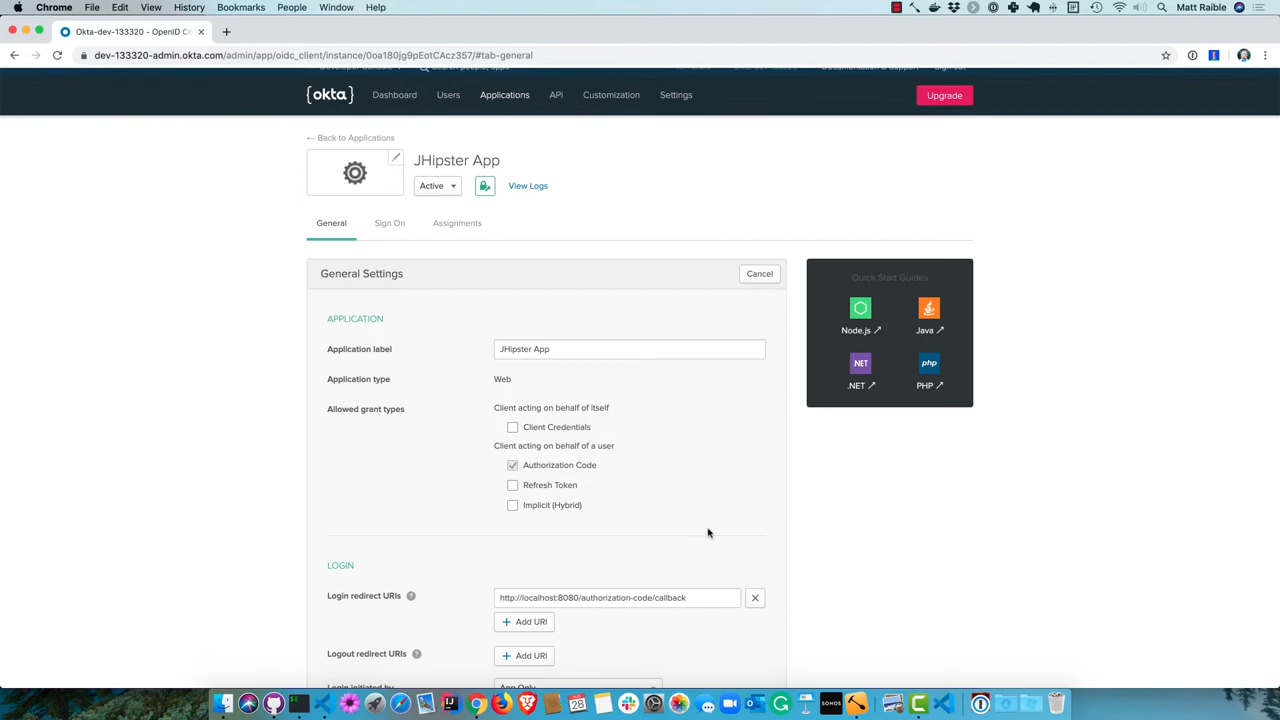 Chrome File Edit View History Bookmarks People Window Help Matt Raible
Okta-dev-133320 - OpenID Co
dev-133320-admin.okta.com/admin/app/oidc_client/instance/0oa180jg9pEotCAcz357/#tab-general
{okta} Dashboard Users Applications API Customization Settings Upgrade
← Back to Applications
JHipster App
Active View Logs
General Sign On Assignments
General Settings Cancel
Quick Start Guides
Node.js Java
.NET php
.NET PHP
APPLICATION
Application label JHipster App
Application type Web
Allowed grant types Client acting on behalf of itself
Client Credentials
Client acting on behalf of a user
Authorization Code
Refresh Token
Implicit (Hybrid)
LOGIN
Login redirect URIs ? http://localhost:8080/authorization-code/callback
+ Add URI
Logout redirect URIs ? + Add URI
Login initiated by App Only
28
SONOS